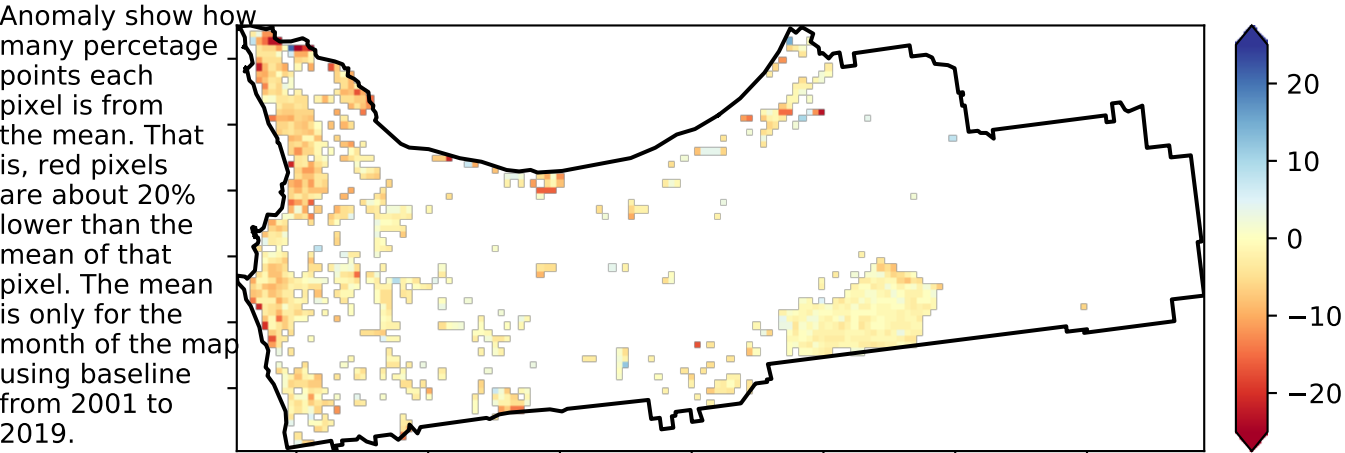 Anomaly show how
many percetage
points each
pixel is from
the mean. That
is, red pixels
are about 20%
lower than the
mean of that
pixel. The mean
is only for the
month of the map
using baseline
from 2001 to
2019.
20
10
0
−10
−20